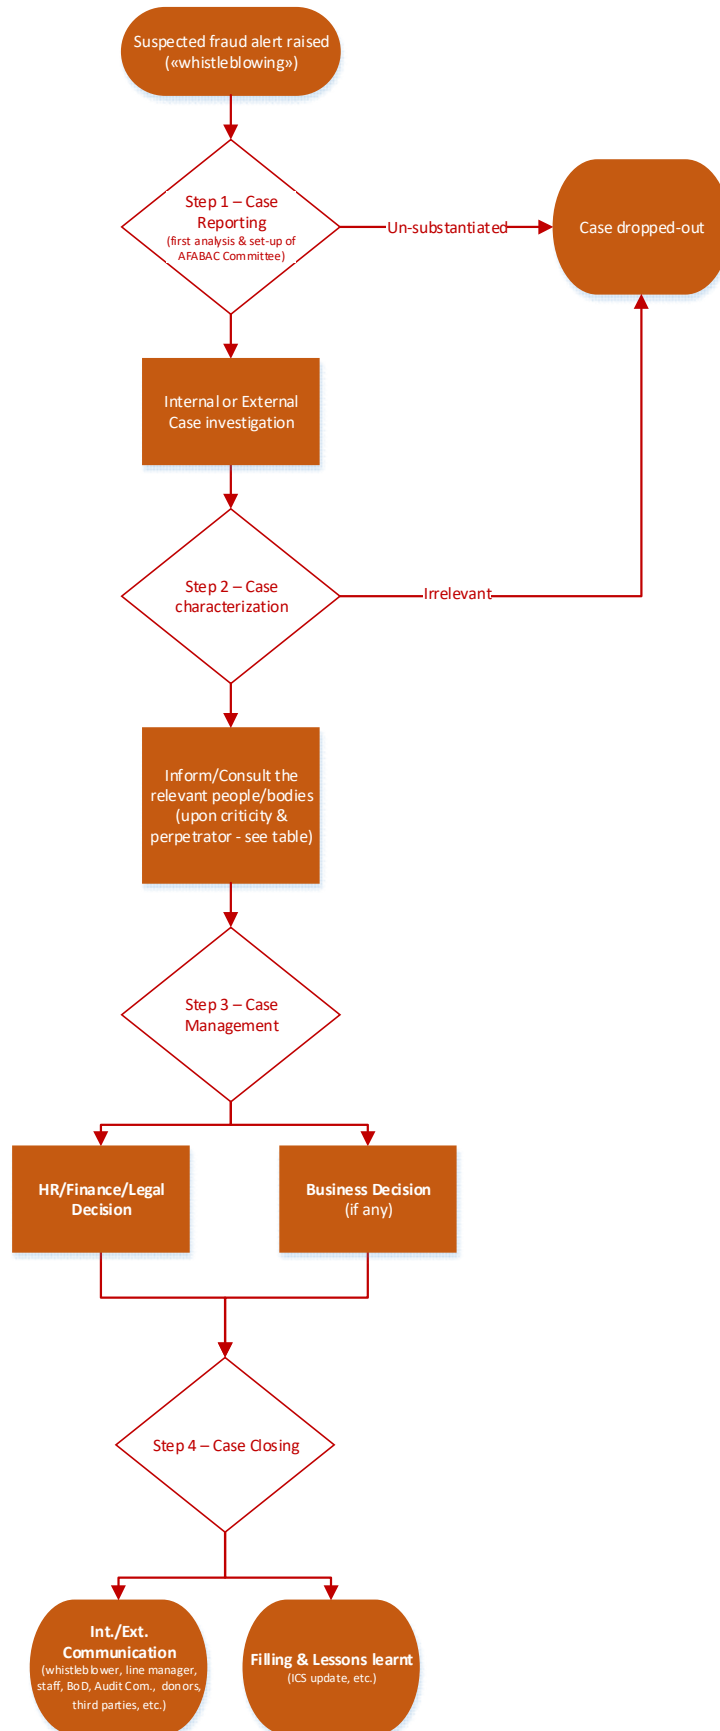 Suspected fraud alert raised
(«whistleblowing»)
Step 1 – Case
Reporting
(first analysis & set-up of
AFABAC Committee)
Un-substantiated
Case dropped-out
Internal or External
Case investigation
Step 2 – Case
characterization
Irrelevant
Inform/Consult the
relevant people/bodies
(upon criticity &
perpetrator - see table)
Step 3 – Case
Management
HR/Finance/Legal
Decision
Business Decision
(if any)
Step 4 – Case Closing
Int./Ext.
Communication
(whistleblower, line manager,
staff, BoD, Audit Com., donors,
third parties, etc.)
Filling & Lessons learnt
(ICS update, etc.)